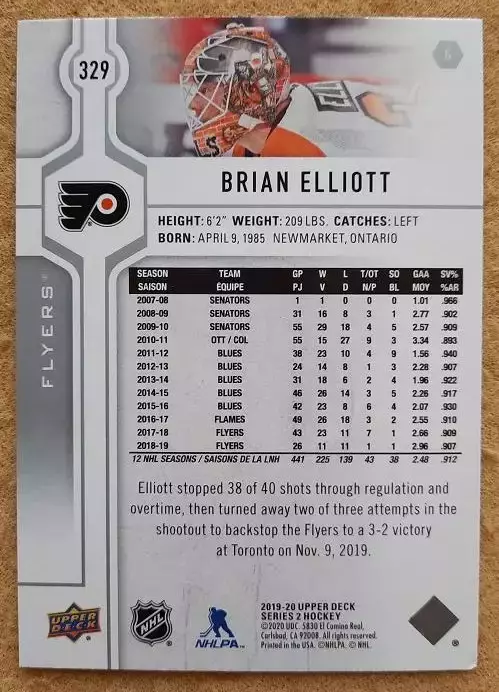 329
G
ELL
BRIAN ELLIOTT
HEIGHT: 6'2" WEIGHT: 209 LBS. CATCHES: LEFT
BORN: APRIL 9, 1985 NEWMARKET, ONTARIO
FLYERS
SEASON TEAM GP W L T/OT SO GAA SV%
SAISON ÉQUIPE PJ V D N/P BL MOY %AR
2007-08 SENATORS 1 1 0 0 0 1.01 .966
2008-09 SENATORS 31 16 8 3 1 2.77 .902
2009-10 SENATORS 55 29 18 4 5 2.57 .909
2010-11 OTT / COL 55 15 27 9 3 3.34 .893
2011-12 BLUES 38 23 10 4 9 1.56 .940
2012-13 BLUES 24 14 8 1 3 2.28 .907
2013-14 BLUES 31 18 6 2 4 1.96 .922
2014-15 BLUES 46 26 14 3 5 2.26 .917
2015-16 BLUES 42 23 8 6 4 2.07 .930
2016-17 FLAMES 49 26 18 3 2 2.55 .910
2017-18 FLYERS 43 23 11 7 1 2.66 .909
2018-19 FLYERS 26 11 11 1 1 2.96 .907
12 NHL SEASONS / SAISONS DE LA LNH 441 225 139 43 38 2.48 .912
Elliott stopped 38 of 40 shots through regulation and
overtime, then turned away two of three attempts in the
shootout to backstop the Flyers to a 3-2 victory
at Toronto on Nov. 9, 2019.
UPPER
DECK
NHL
NHLPA
2019-20 UPPER DECK
SERIES 2 HOCKEY
©2020 UDC. 5830 El Camino Real,
Carlsbad, CA 92008. All rights reserved.
Printed in the USA. ©NHLPA. © NHL.